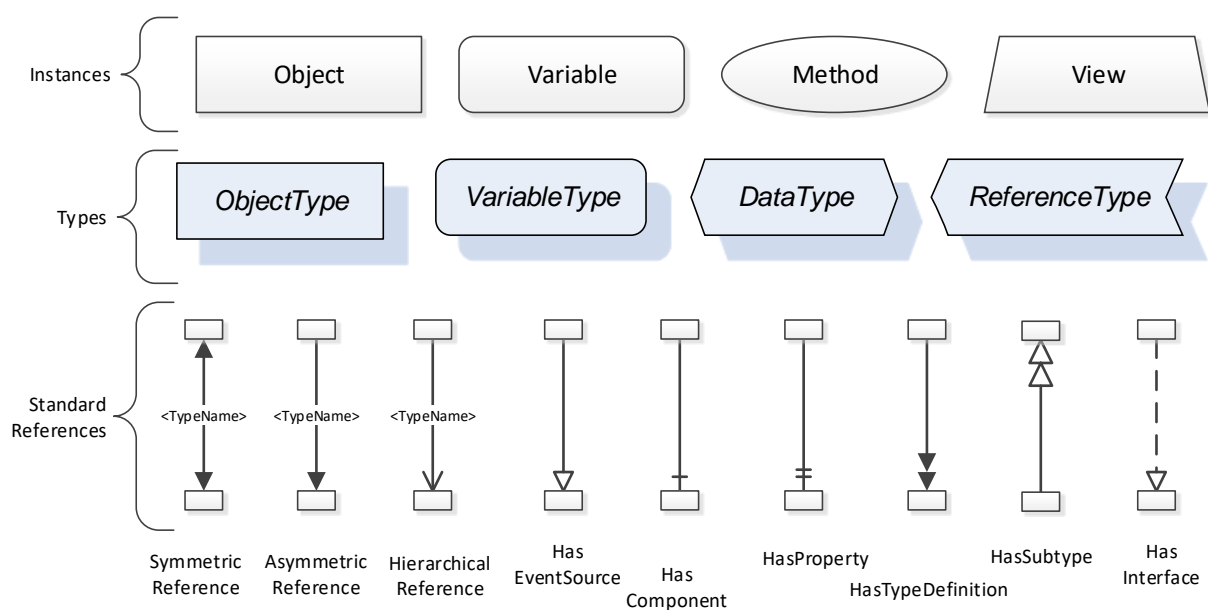 Instances
Object
Variable
Method
View
Types
ObjectType
VariableType
DataType
ReferenceType
Standard
References
<TypeName>
<TypeName>
<TypeName>
Symmetric
Reference
Asymmetric
Reference
Hierarchical
Reference
Has
EventSource
Has
Component
HasProperty
HasTypeDefinition
HasSubtype
Has
Interface